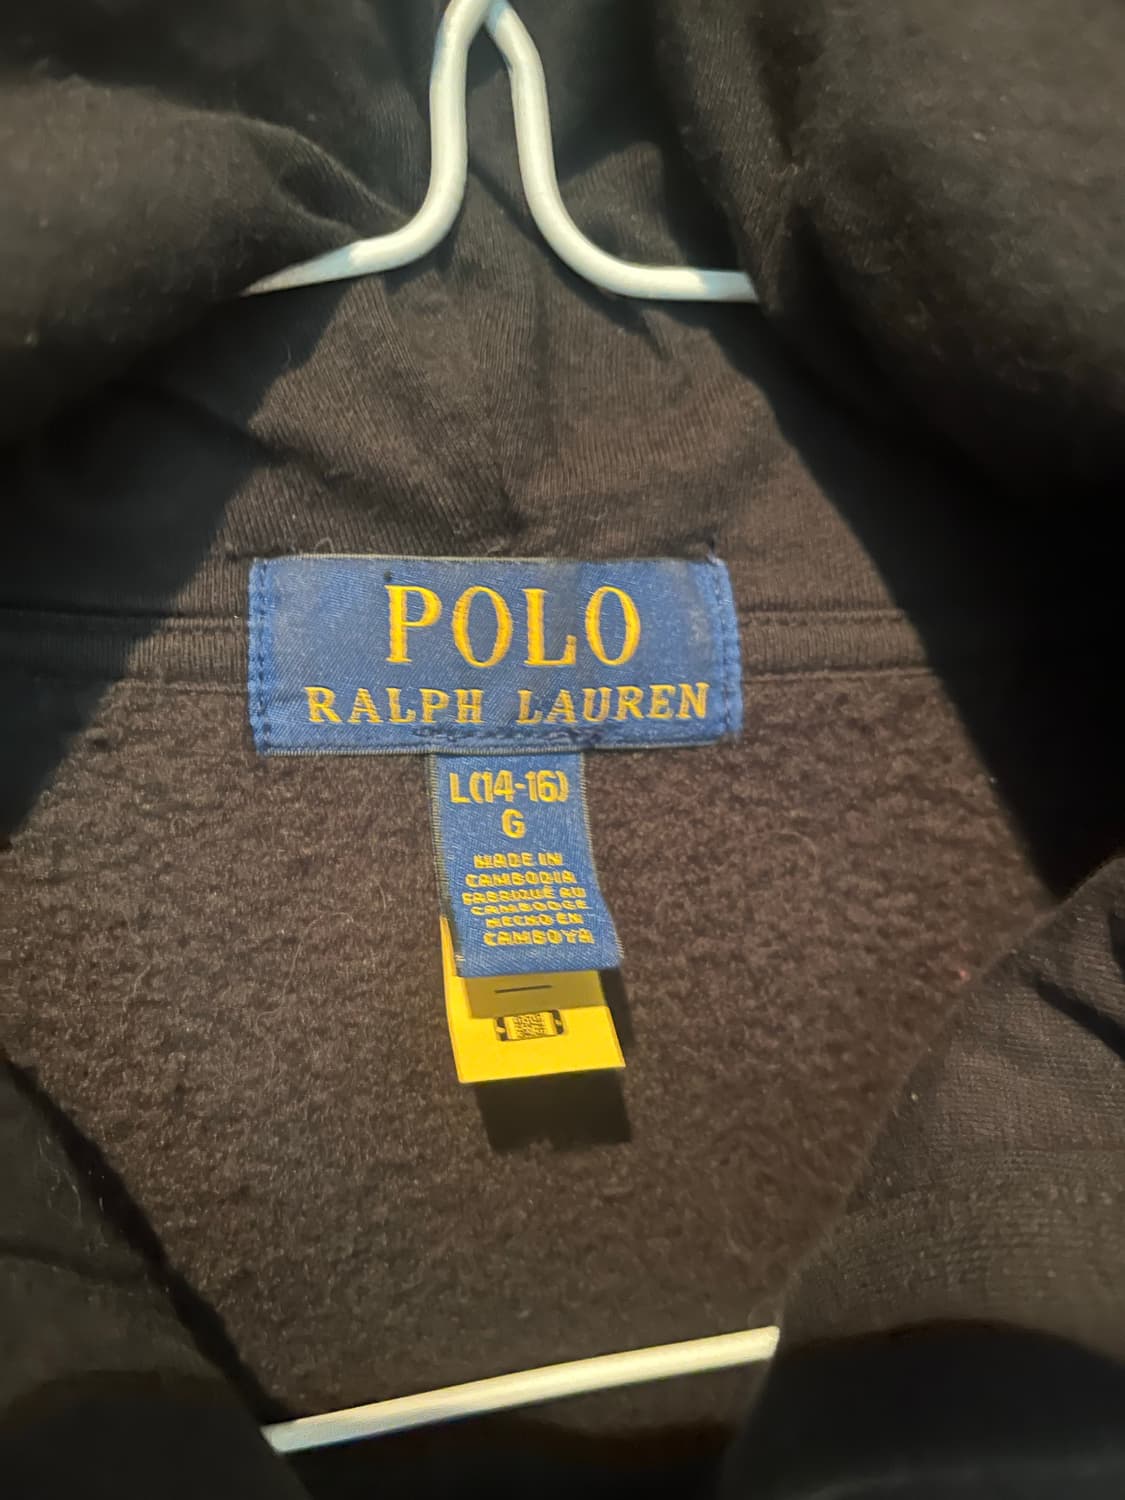 POLO
RALPH LAUREN
L(14-16)
G
MADE IN
CAMBODIA
FABRIQUÉ AU
CAMBODGE
HECHO EN
CAMBOYA